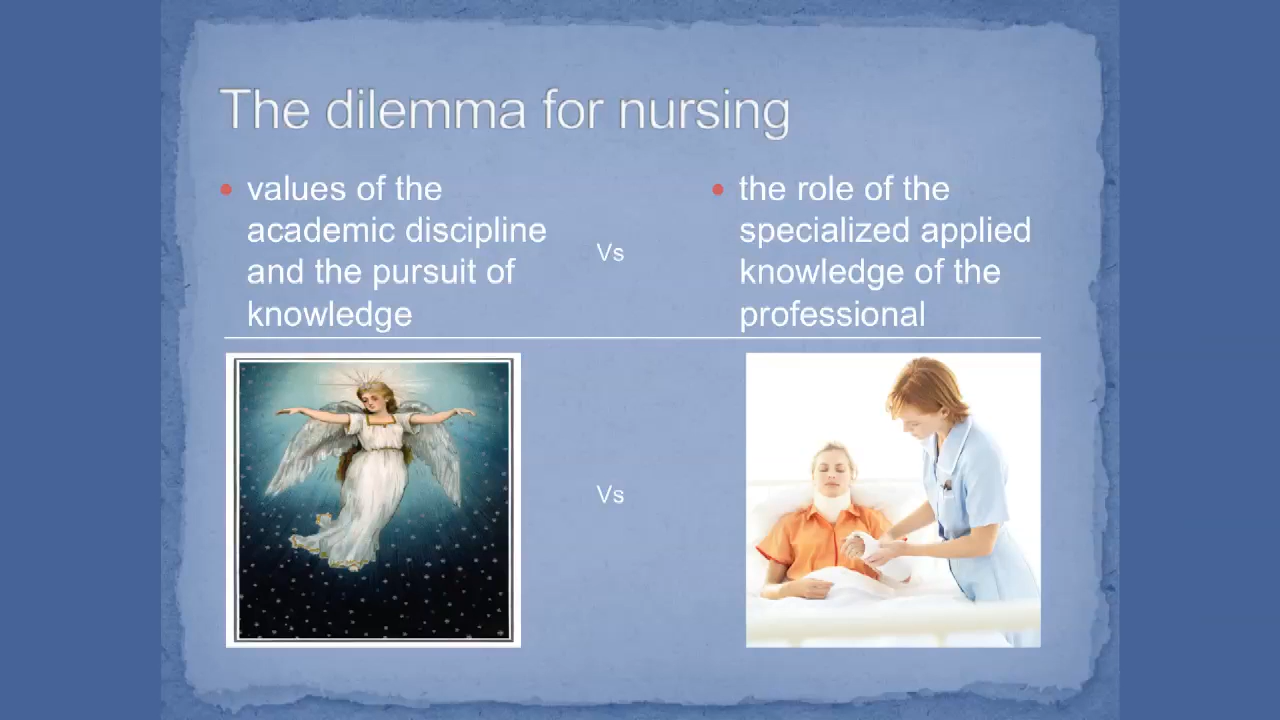 The dilemma for nursing
values of the
academic discipline
and the pursuit of
knowledge
Vs
the role of the
specialized applied
knowledge of the
professional
Vs